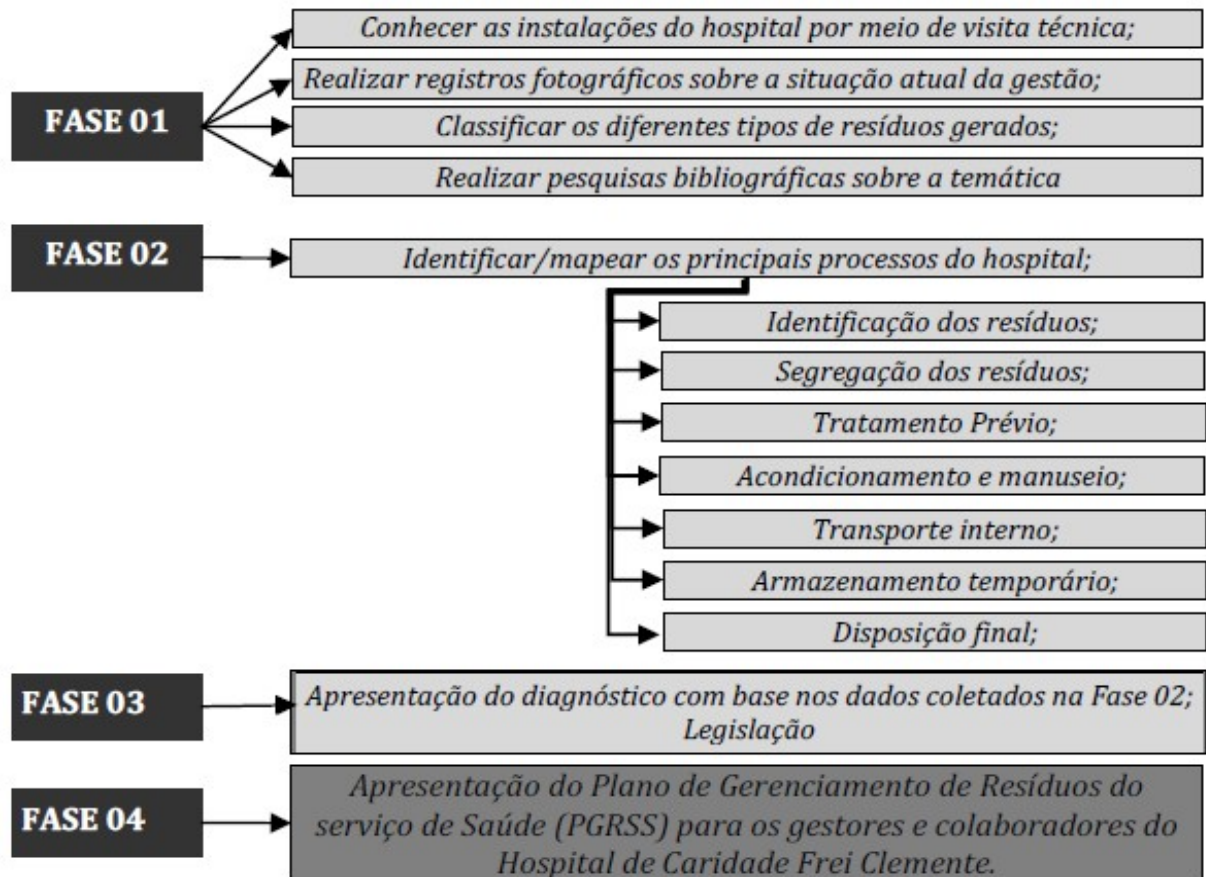 FASE 01
Conhecer as instalações do hospital por meio de visita técnica;
Realizar registros fotográficos sobre a situação atual da gestão;
Classificar os diferentes tipos de resíduos gerados;
Realizar pesquisas bibliográficas sobre a temática
FASE 02
Identificar/mapear os principais processos do hospital;
Identificação dos resíduos;
Segregação dos resíduos;
Tratamento Prévio;
Acondicionamento e manuseio;
Transporte interno;
Armazenamento temporário;
Disposição final;
FASE 03
Apresentação do diagnóstico com base nos dados coletados na Fase 02;
Legislação
FASE 04
Apresentação do Plano de Gerenciamento de Resíduos do
serviço de Saúde (PGRSS) para os gestores e colaboradores do
Hospital de Caridade Frei Clemente.